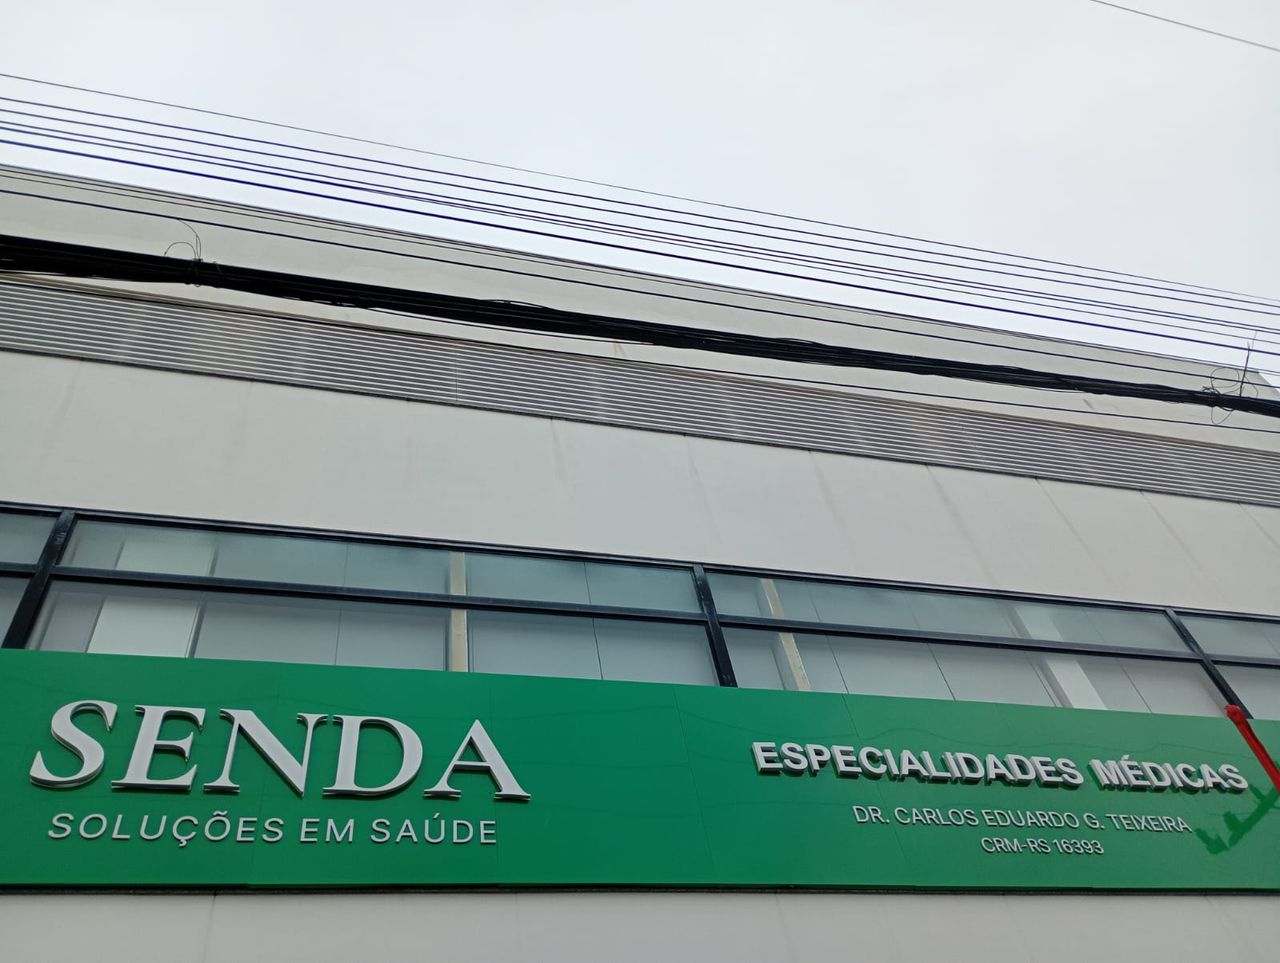 SENDA
SOLUÇÕES EM SAÚDE
ESPECIALIDADES MÉDICAS
DR. CARLOS EDUARDO G. TEIXEIRA
CRM-RS 16393